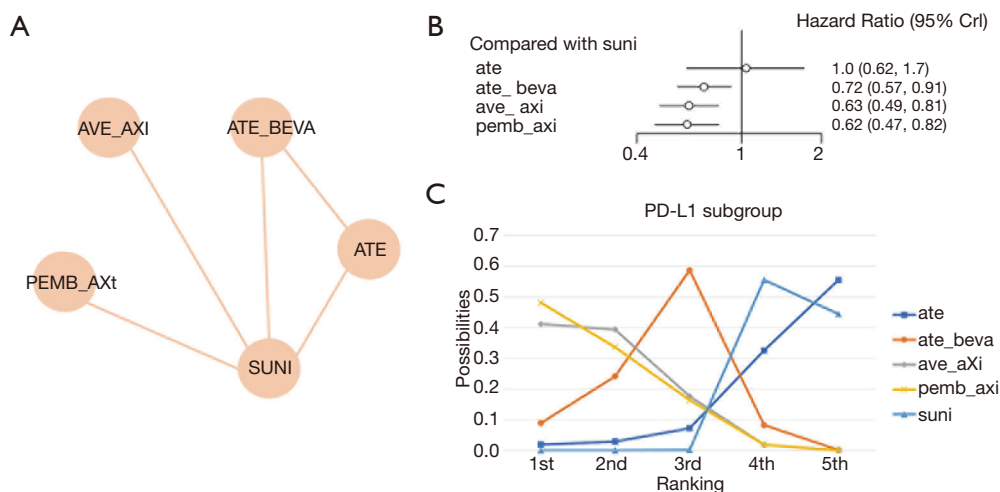 A
AVE_AXI
ATE_BEVA
ATE
PEMB_AXt
SUNI
B
Hazard Ratio (95% Crl)
Compared with suni
ate 1.0 (0.62, 1.7)
ate_ beva 0.72 (0.57, 0.91)
ave_ axi 0.63 (0.49, 0.81)
pemb_axi 0.62 (0.47, 0.82)
0.4 1 2
C
PD-L1 subgroup
Possibilities
0.7
0.6
0.5
0.4
0.3
0.2
0.1
0.0
1st 2nd 3rd 4th 5th
Ranking
ate
ate_beva
ave_aXi
pemb_axi
suni